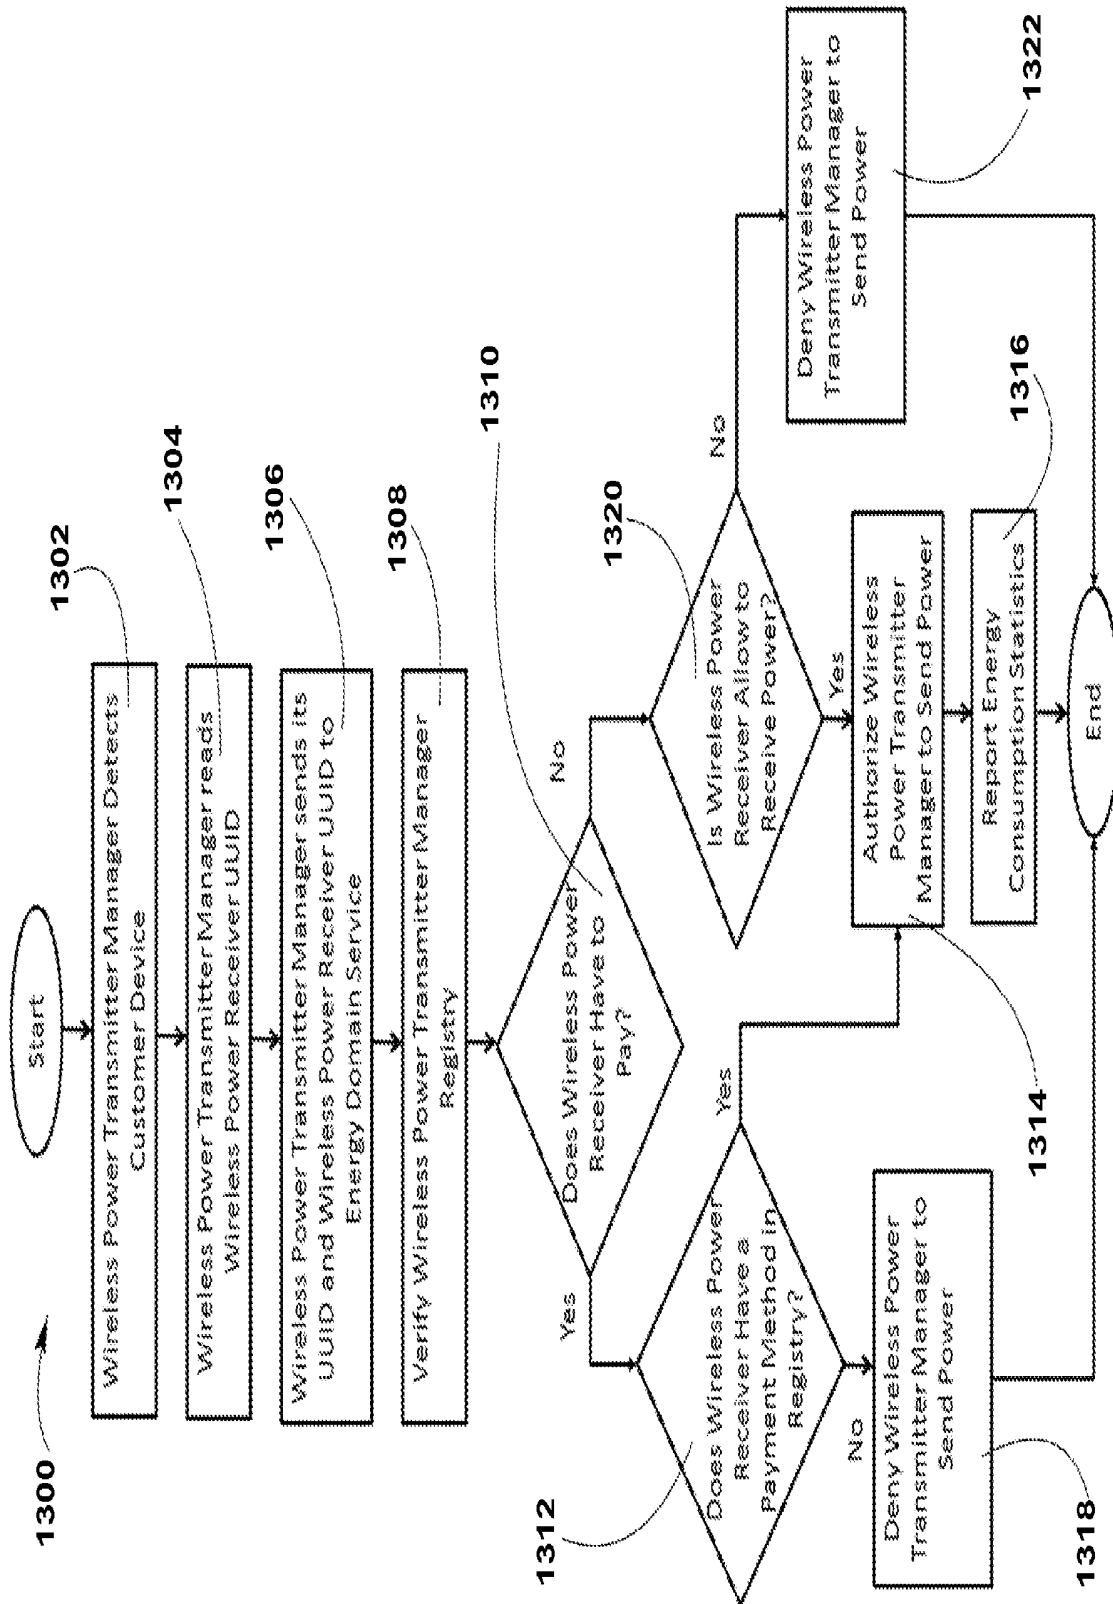 1300
Start
Wireless Power Transmitter Manager Detects
Customer Device
1302
Wireless Power Transmitter Manager reads
Wireless Power Receiver UUID
1304
Wireless Power Transmitter Manager sends its
UUID and Wireless Power Receiver UUID to
Energy Domain Service
1306
Verify Wireless Power Transmitter Manager
Registry
1308
Does Wireless Power
Receiver Have to
Pay?
1310
Yes
No
Does Wireless Power
Receiver Have a
Payment Method in
Registry?
1312
Yes
No
Is Wireless Power
Receiver Allow to
Receive Power?
1320
No
Yes
Deny Wireless Power
Transmitter Manager to
Send Power
1318
Authorize Wireless
Power Transmitter
Manager to Send Power
1314
Report Energy
Consumption Statistics
1316
Deny Wireless Power
Transmitter Manager to
Send Power
1322
End